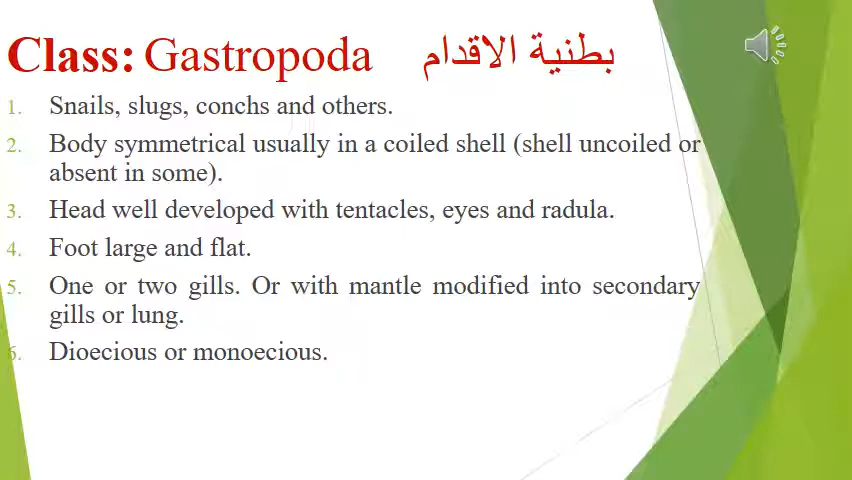 Class: Gastropoda بطنية الاقدام
1. Snails, slugs, conchs and others.
2. Body symmetrical usually in a coiled shell (shell uncoiled or
absent in some).
3. Head well developed with tentacles, eyes and radula.
4. Foot large and flat.
5. One or two gills. Or with mantle modified into secondary
gills or lung.
6. Dioecious or monoecious.